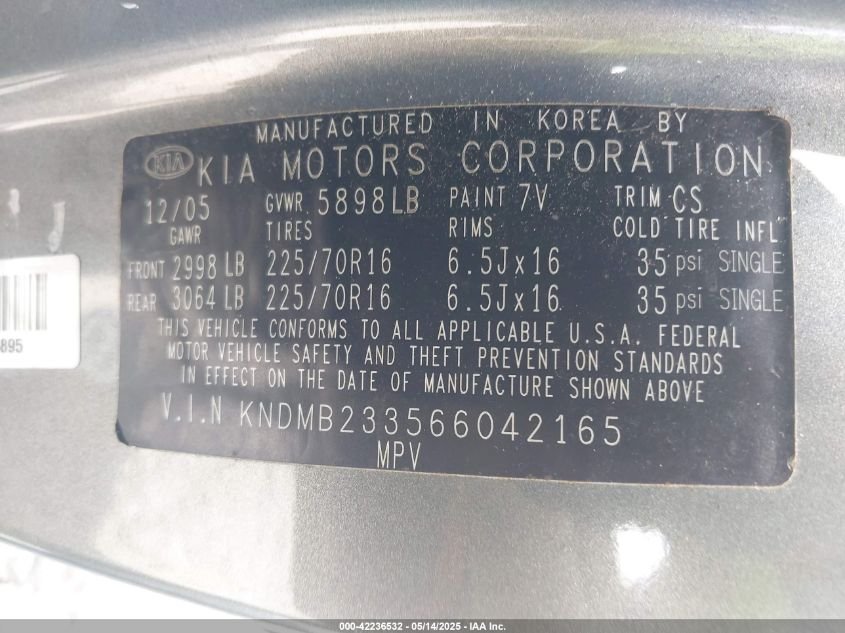 MANUFACTURED IN KOREA BY
KIA KIA MOTORS CORPORATION
12/05 GVWR 5898LB PAINT 7V TRIM CS
GAWR TIRES RIMS COLD TIRE INFL
FRONT 2998 LB 225/70R16 6.5Jx16 35 psi SINGLE
REAR 3064 LB 225/70R16 6.5Jx16 35 psi SINGLE
THIS VEHICLE CONFORMS TO ALL APPLICABLE U.S.A. FEDERAL
MOTOR VEHICLE SAFETY AND THEFT PREVENTION STANDARDS
IN EFFECT ON THE DATE OF MANUFACTURE SHOWN ABOVE
V.I.N KNDMB233566042165
MPV
000-42236532 --- 05/14/2025 --- IAA Inc.